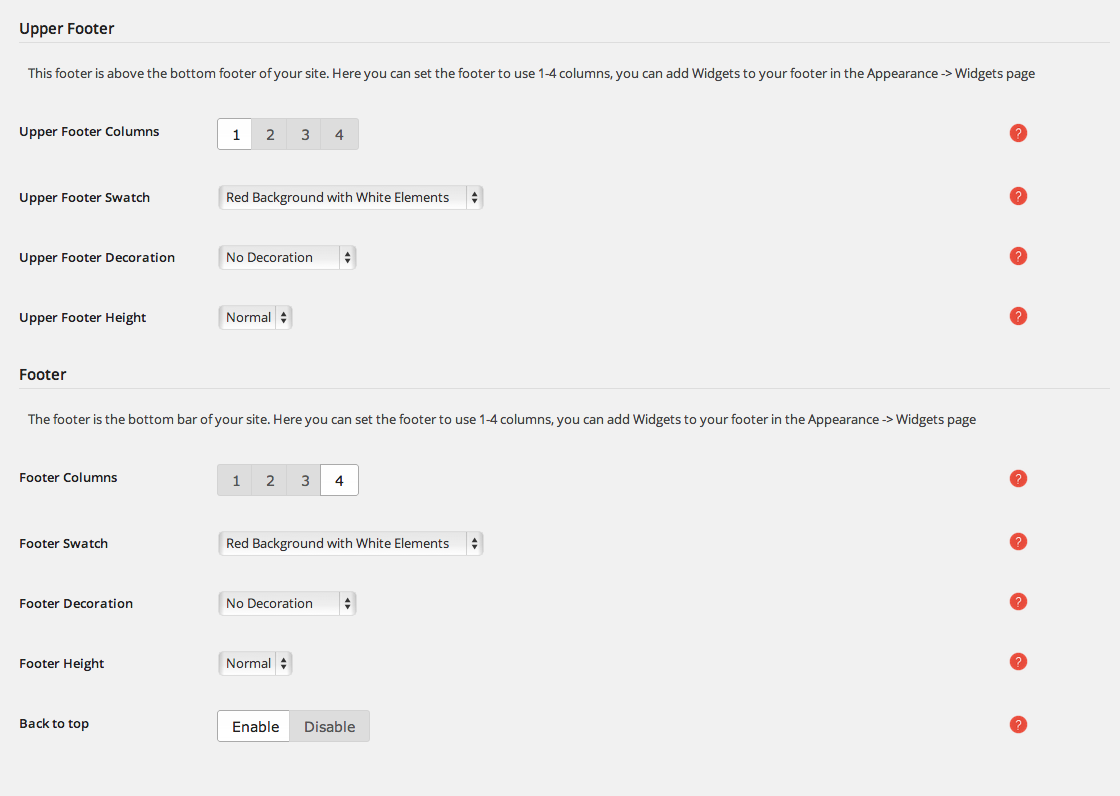 Upper Footer
This footer is above the bottom footer of your site. Here you can set the footer to use 1-4 columns, you can add Widgets to your footer in the Appearance -> Widgets page
Upper Footer Columns 1 2 3 4 ?
Upper Footer Swatch Red Background with White Elements ?
Upper Footer Decoration No Decoration ?
Upper Footer Height Normal ?
Footer
The footer is the bottom bar of your site. Here you can set the footer to use 1-4 columns, you can add Widgets to your footer in the Appearance -> Widgets page
Footer Columns 1 2 3 4 ?
Footer Swatch Red Background with White Elements ?
Footer Decoration No Decoration ?
Footer Height Normal ?
Back to top Enable Disable ?